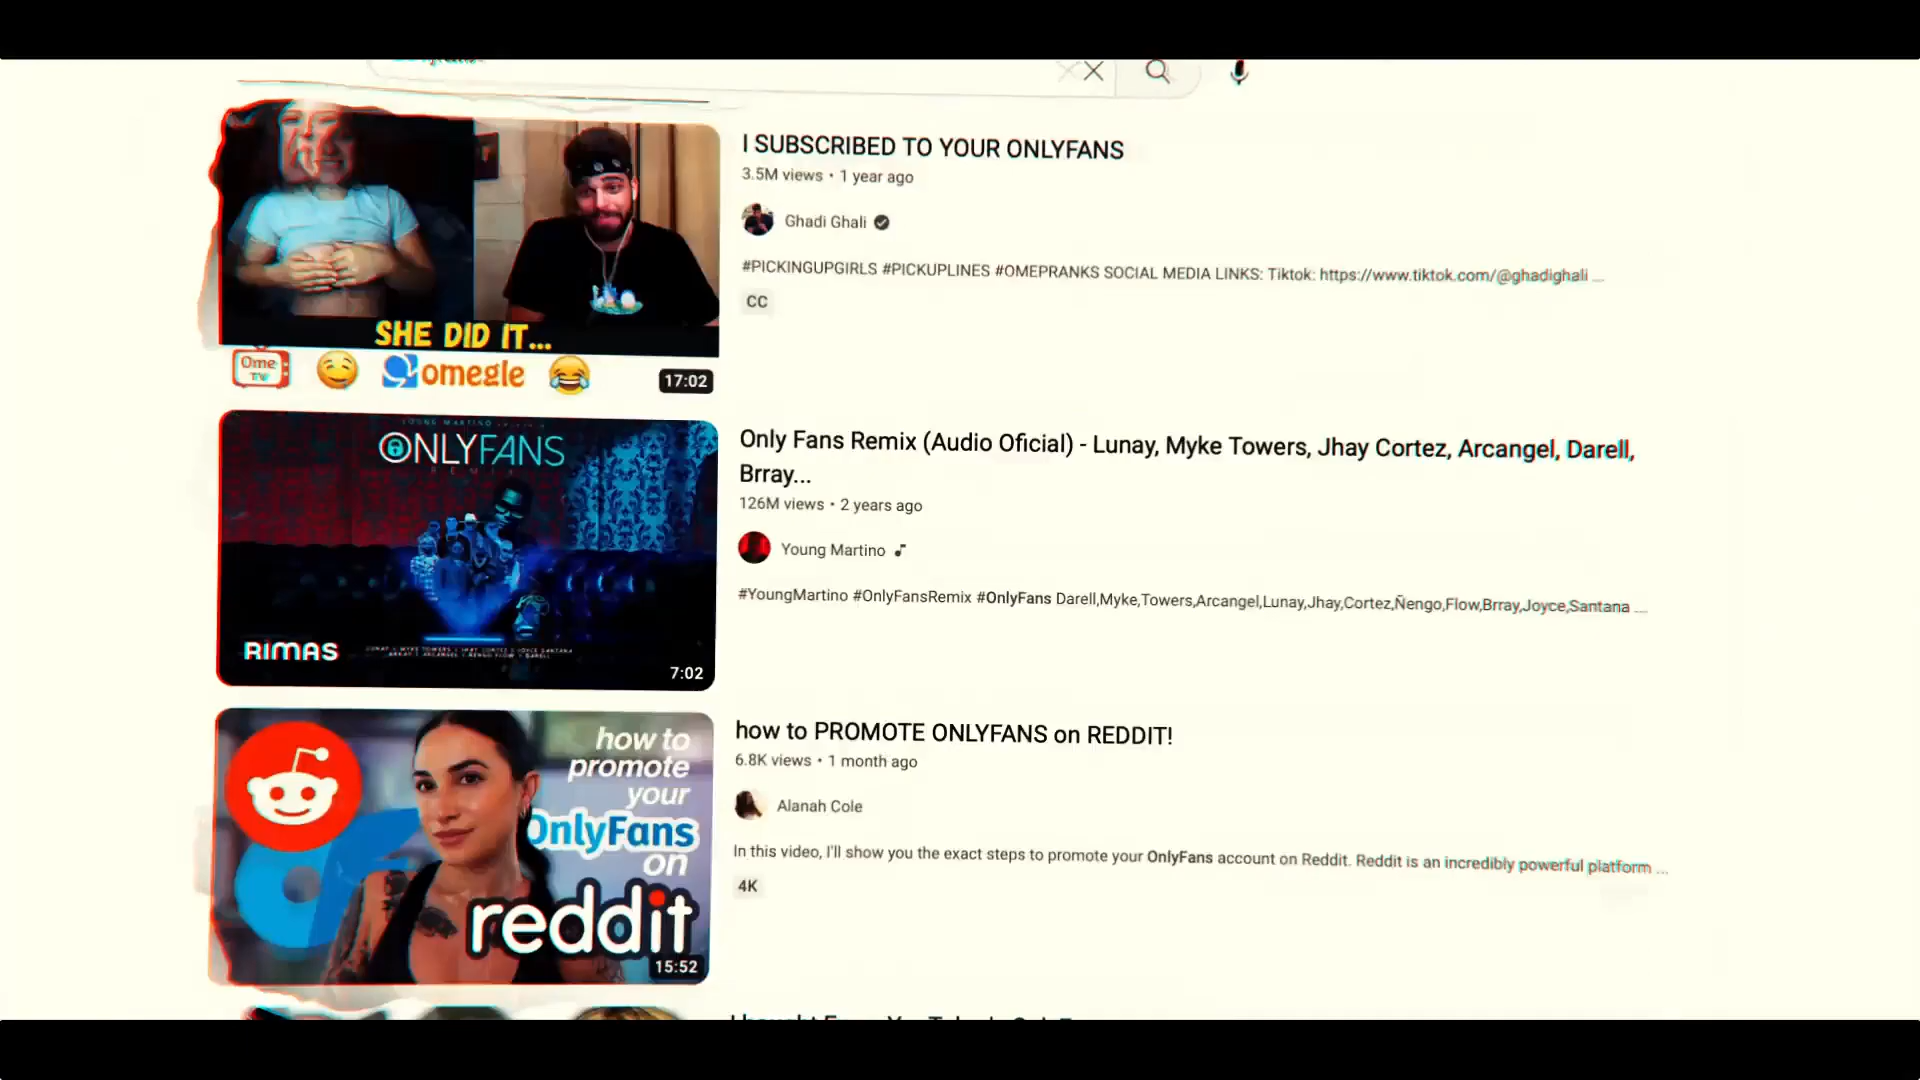 I SUBSCRIBED TO YOUR ONLYFANS
3.5M views • 1 year ago
Ghadi Ghali
#PICKINGUPGIRLS #PICKUPLINES #OMEPRANKS SOCIAL MEDIA LINKS: Tiktok: https://www.tiktok.com/@ghadighali ...
CC
SHE DID IT...
Ome
TV
omegle
17:02
ONLYFANS
REMIX
RIMAS
7:02
Only Fans Remix (Audio Oficial) - Lunay, Myke Towers, Jhay Cortez, Arcangel, Darell,
Brray...
126M views • 2 years ago
Young Martino
#YoungMartino #OnlyFansRemix #OnlyFans Darell,Myke,Towers,Arcangel,Lunay,Jhay,Cortez,Ñengo,Flow,Brray,Joyce,Santana ...
how to
promote
your
OnlyFans
on
reddit
15:52
how to PROMOTE ONLYFANS on REDDIT!
6.8K views • 1 month ago
Alanah Cole
In this video, I'll show you the exact steps to promote your OnlyFans account on Reddit. Reddit is an incredibly powerful platform ...
4K